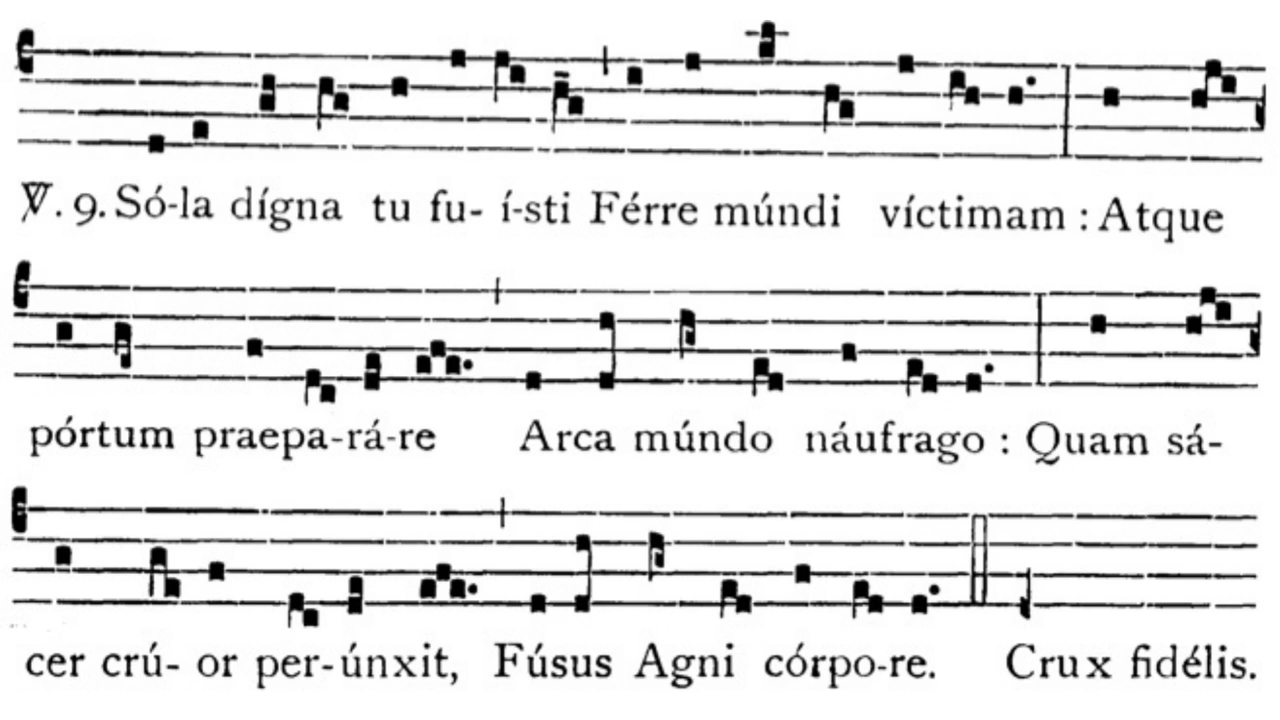 ℣. 9. Só-la dígna tu fu- í-sti Férre múndi víctimam : Atque
pórtum praepa-rá-re Arca múndo náufrago : Quam sá-
cer crú- or per-únxit, Fúsus Agni córpo-re. Crux fidélis.